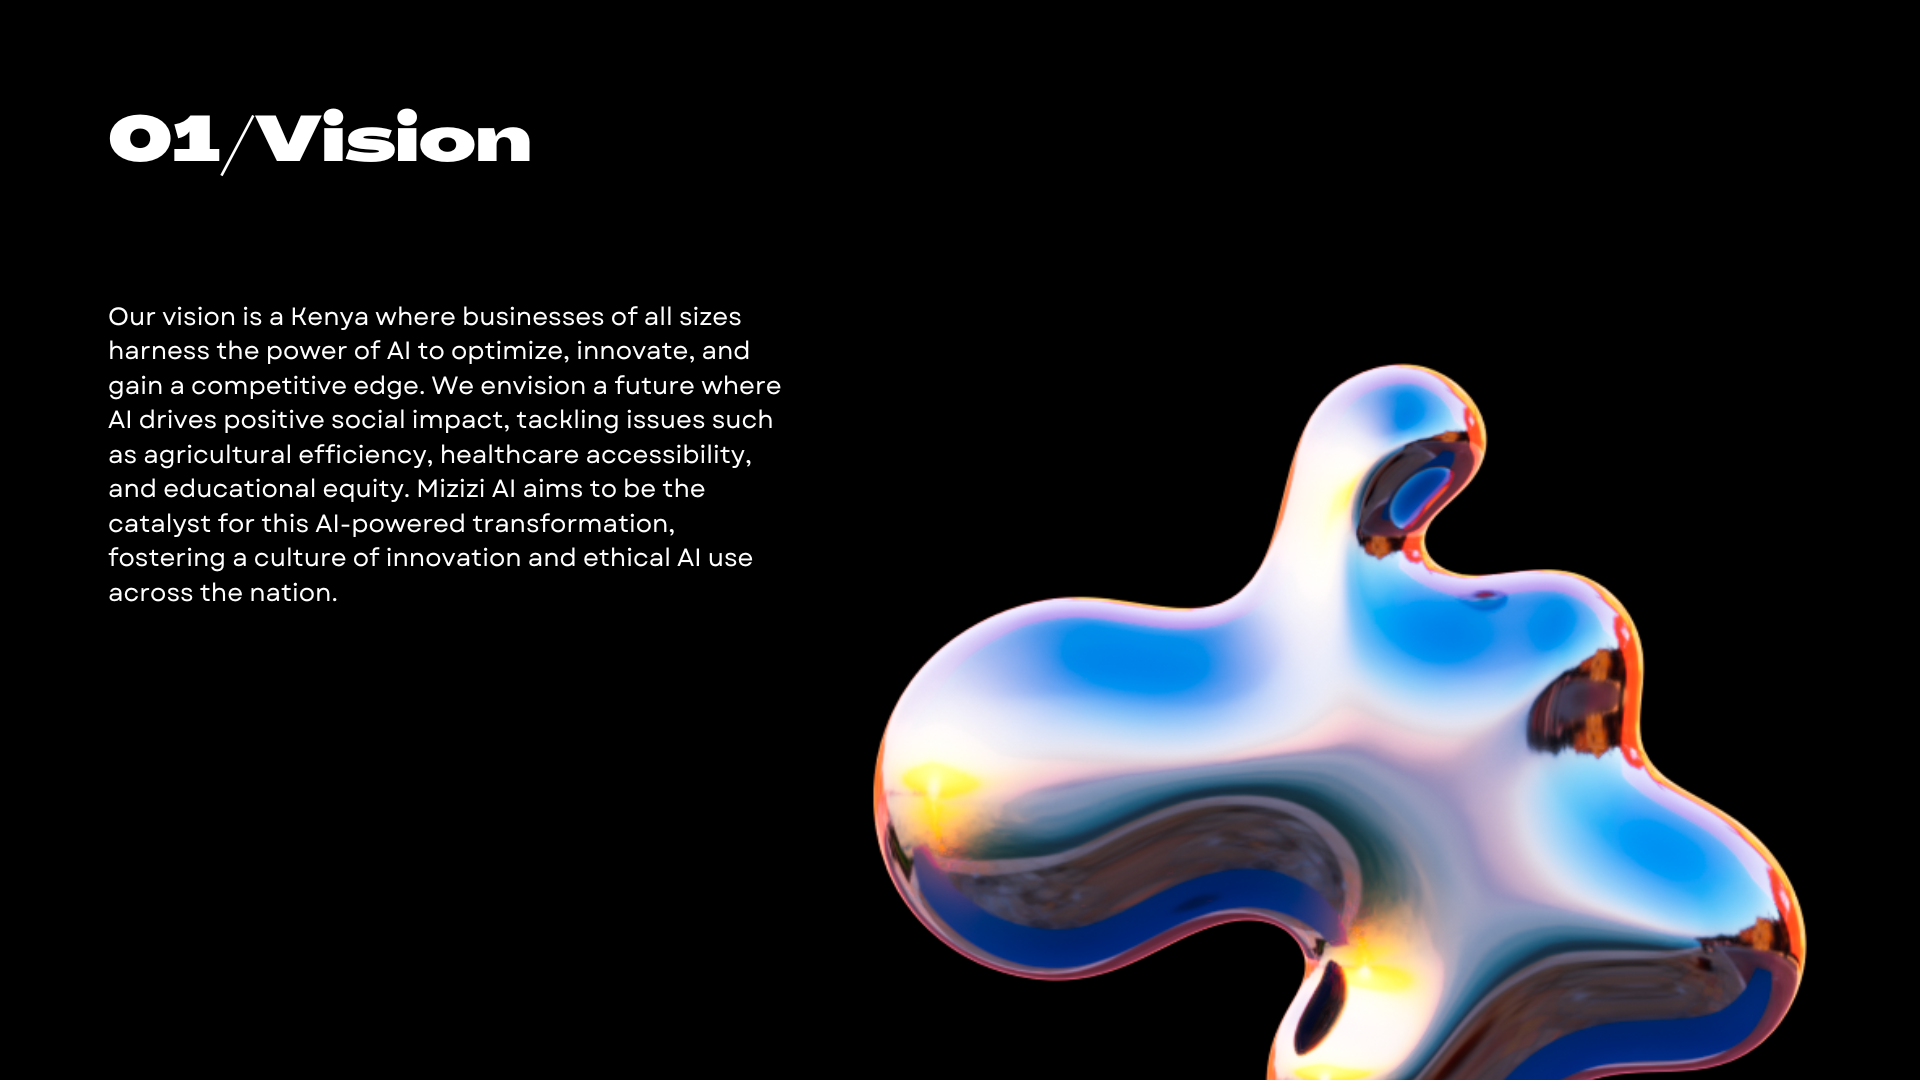 01/Vision
Our vision is a Kenya where businesses of all sizes
harness the power of AI to optimize, innovate, and
gain a competitive edge. We envision a future where
AI drives positive social impact, tackling issues such
as agricultural efficiency, healthcare accessibility,
and educational equity. Mizizi AI aims to be the
catalyst for this AI-powered transformation,
fostering a culture of innovation and ethical AI use
across the nation.